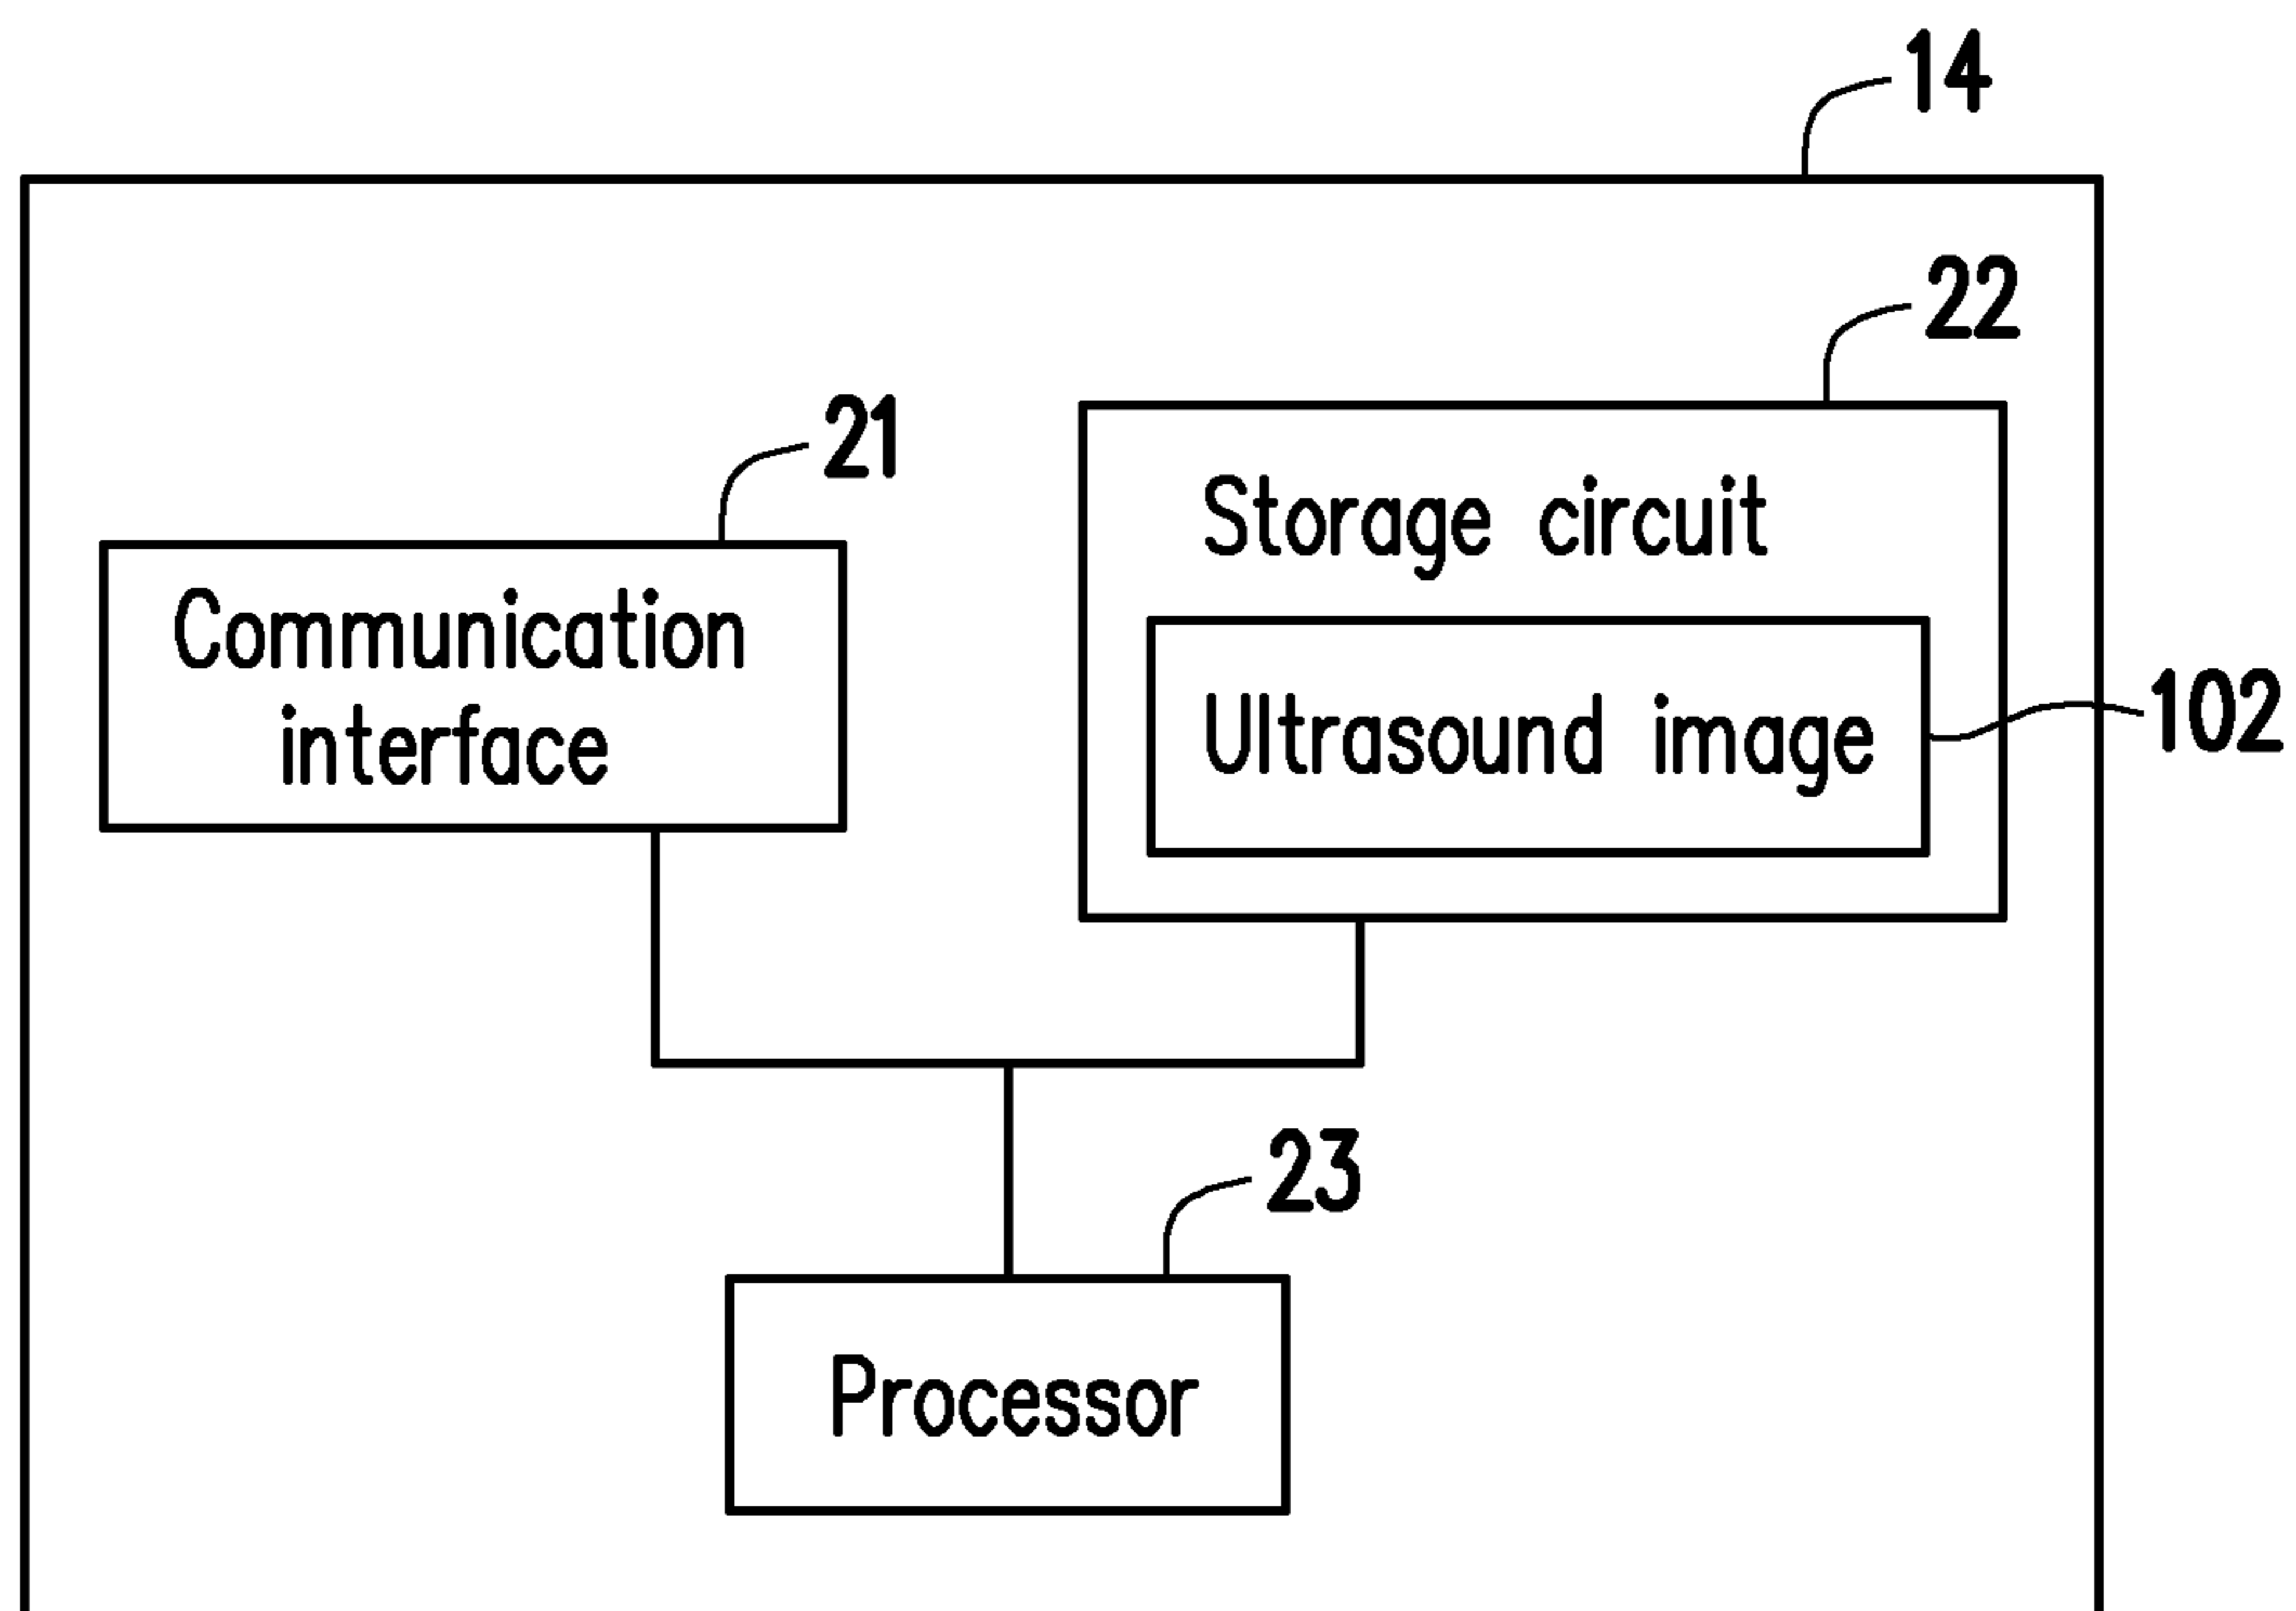 14
22
21
Storage circuit
Communication
interface
Ultrasound image
102
23
Processor